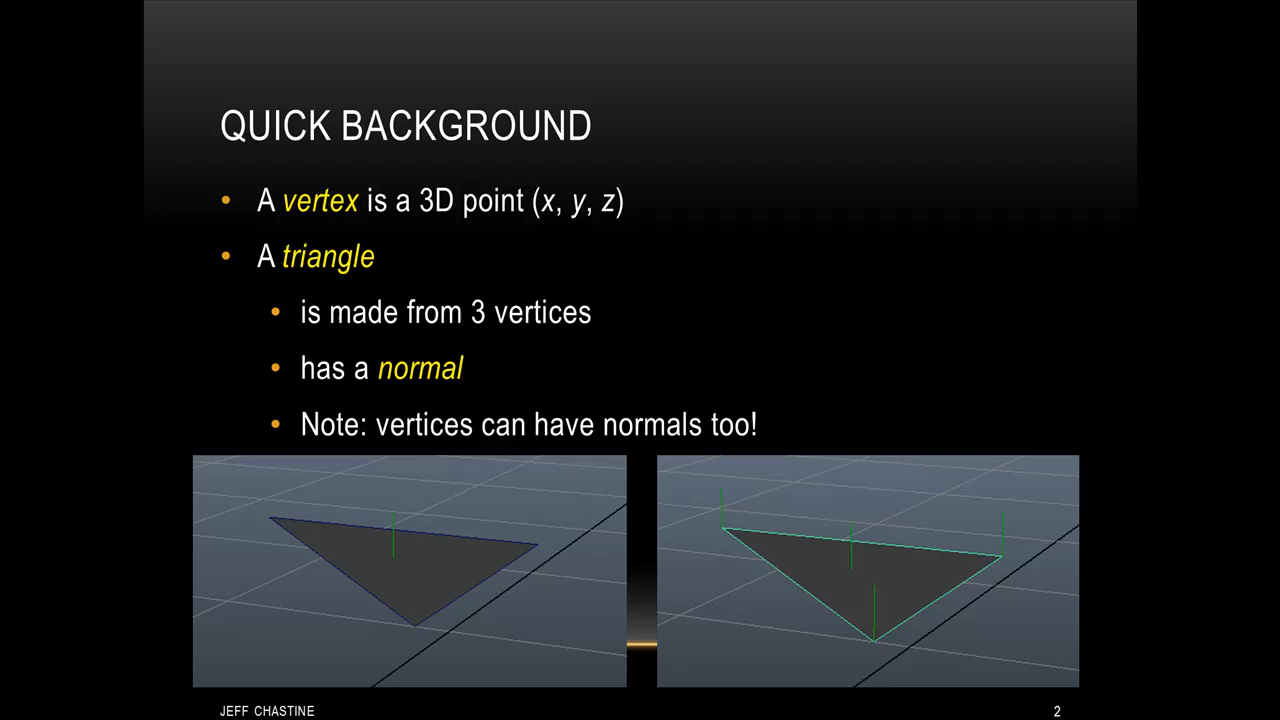 QUICK BACKGROUND
• A vertex is a 3D point (x, y, z)
• A triangle
• is made from 3 vertices
• has a normal
• Note: vertices can have normals too!
JEFF CHASTINE
2